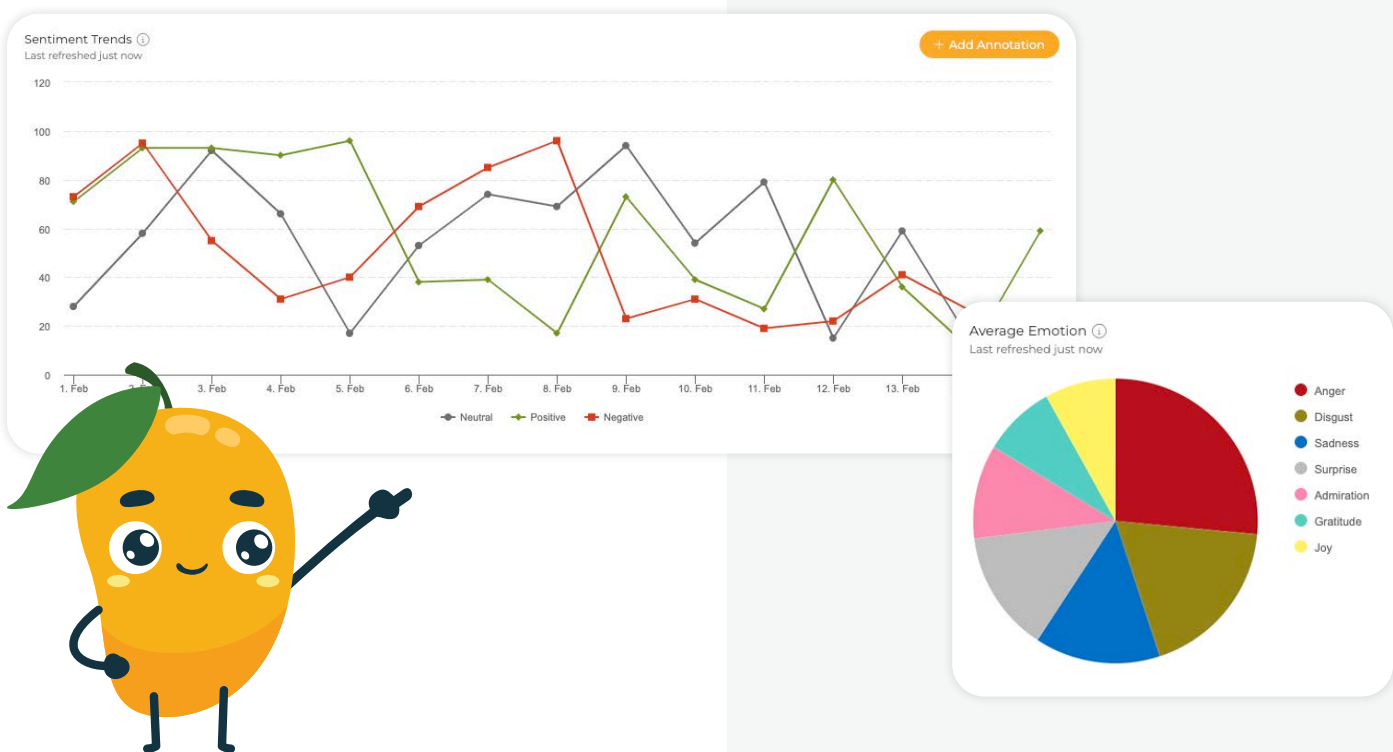 Sentiment Trends
Last refreshed just now
+ Add Annotation
120
100
80
60
40
20
0
1. Feb 3. Feb 4. Feb 5. Feb 6. Feb 7. Feb 8. Feb 9. Feb 10. Feb 11. Feb 12. Feb 13. Feb
Neutral Positive Negative
Average Emotion
Last refreshed just now
Anger
Disgust
Sadness
Surprise
Admiration
Gratitude
Joy